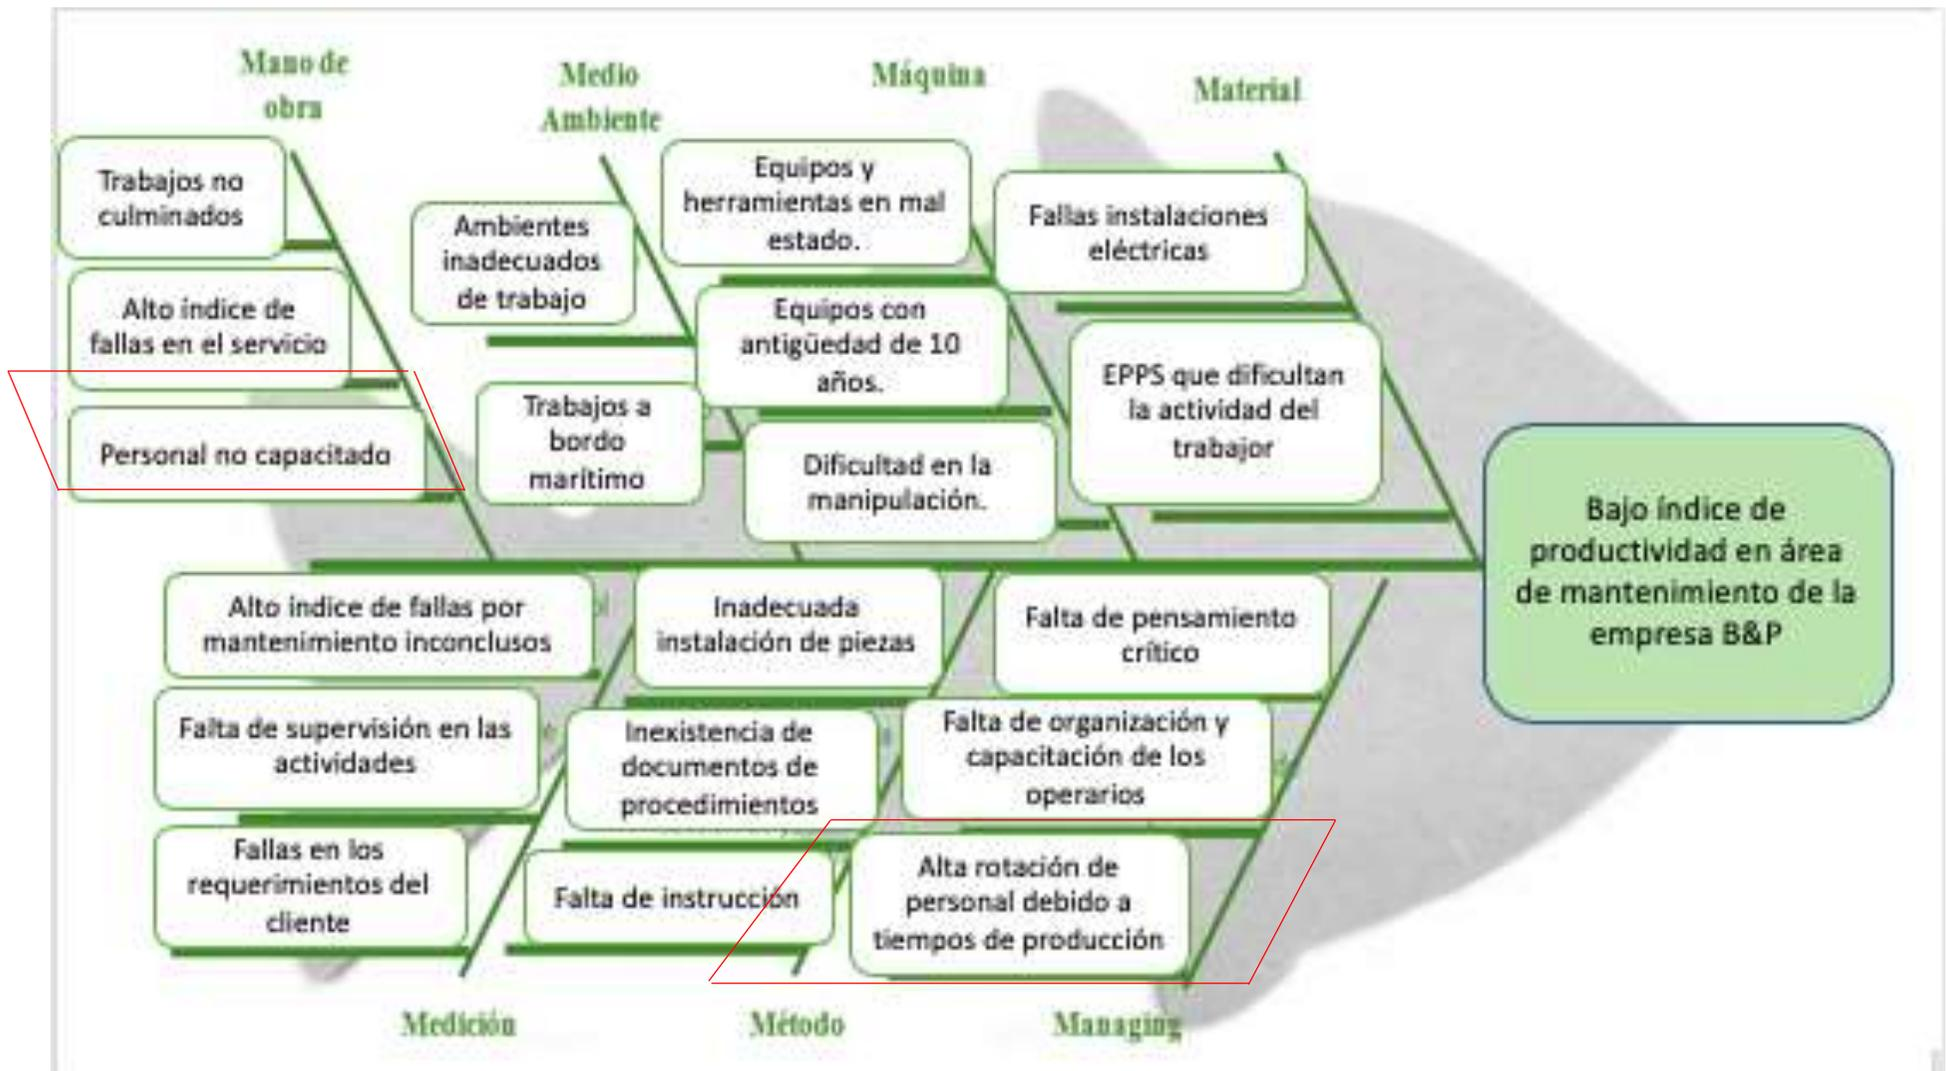 Mano de
obra
Medio
Ambiente
Máquina
Material
Trabajos no
culminados
Alto índice de
fallas en el servicio
Personal no capacitado
Ambientes
inadecuados
de trabajo
Trabajos a
bordo
marítimo
Equipos y
herramientas en mal
estado.
Equipos con
antigüedad de 10
años.
Dificultad en la
manipulación.
Fallas instalaciones
eléctricas
EPPS que dificultan
la actividad del
trabajor
Bajo índice de
productividad en área
de mantenimiento de la
empresa B&P
Alto índice de fallas por
mantenimiento inconclusos
Falta de supervisión en las
actividades
Fallas en los
requerimientos del
cliente
Inadecuada
instalación de piezas
Inexistencia de
documentos de
procedimientos
Falta de instrucción
Falta de pensamiento
crítico
Falta de organización y
capacitación de los
operarios
Alta rotación de
personal debido a
tiempos de producción
Medición
Método
Managing